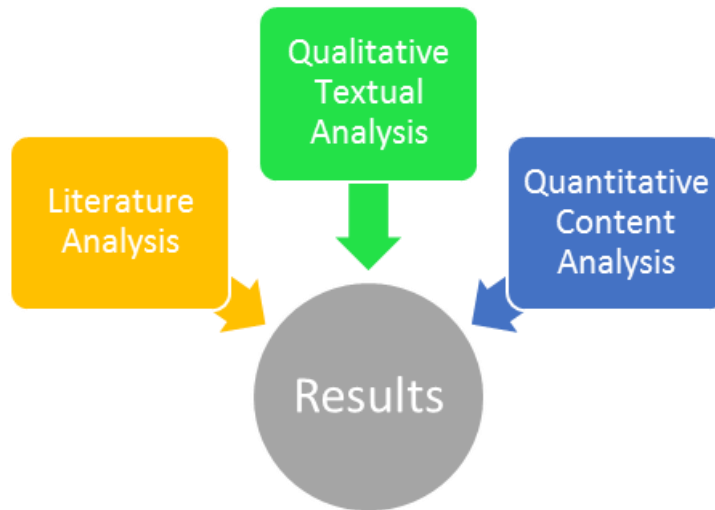 Qualitative
Textual
Analysis
Literature
Analysis
Quantitative
Content
Analysis
Results